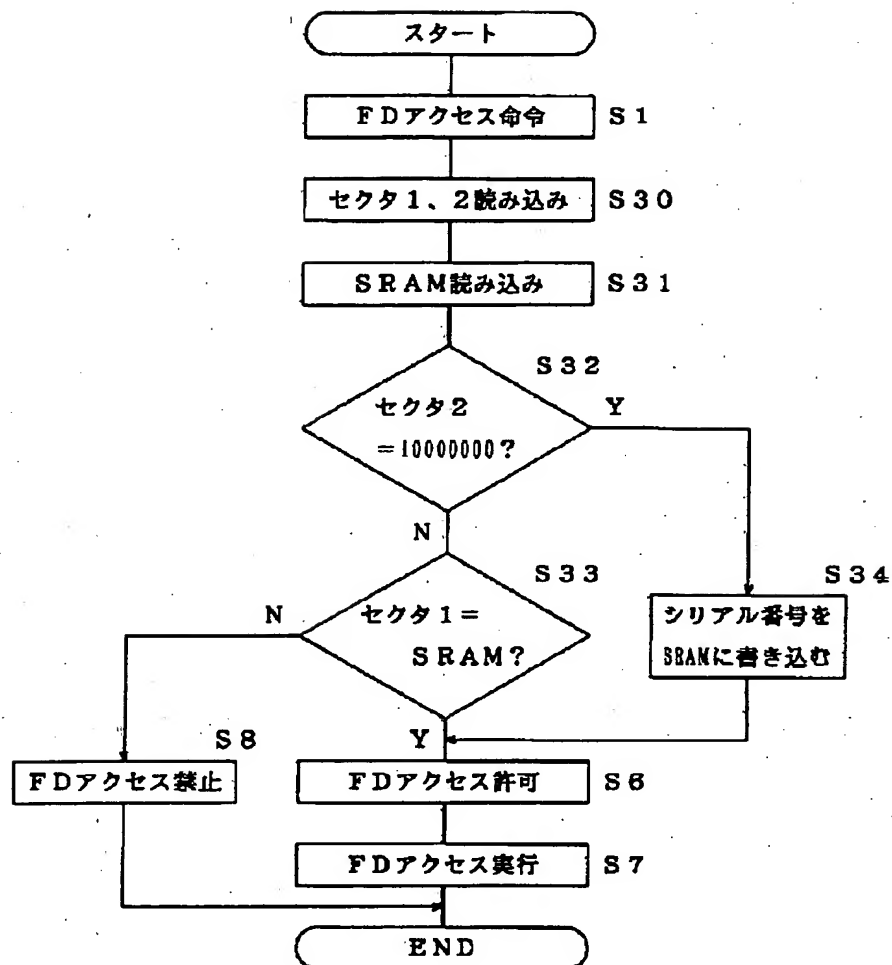 スタート
FDアクセス命令 S1
セクタ1、2読み込み S30
SRAM読み込み S31
S32
セクタ2
=10000000?
Y
N
S33
S34
N
セクタ1=
SRAM?
シリアル番号を
SRAMに書き込む
S8
Y
FDアクセス禁止
FDアクセス許可 S6
FDアクセス実行 S7
END